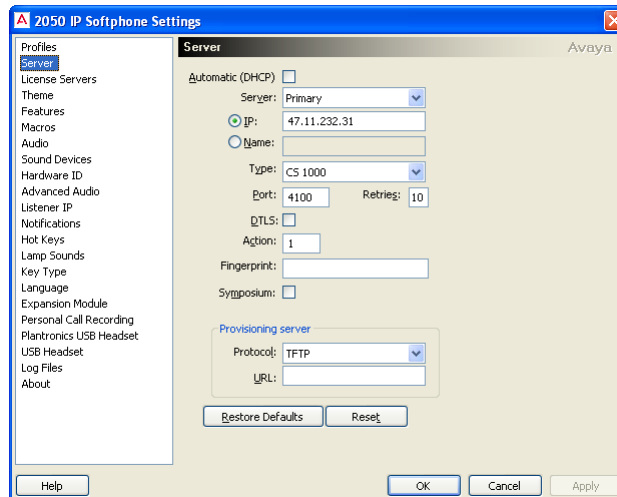 2050 IP Softphone Settings
Profiles
Server
License Servers
Theme
Features
Macros
Audio
Sound Devices
Hardware ID
Advanced Audio
Listener IP
Notifications
Hot Keys
Lamp Sounds
Key Type
Language
Expansion Module
Personal Call Recording
Plantronics USB Headset
USB Headset
Log Files
About
Server Avaya
Automatic (DHCP)
Server: Primary
IP: 47.11.232.31
Name:
Type: CS 1000
Port: 4100 Retries: 10
DTLS:
Action: 1
Fingerprint:
Symposium:
Provisioning server
Protocol: TFTP
URL:
Restore Defaults Reset
Help OK Cancel Apply